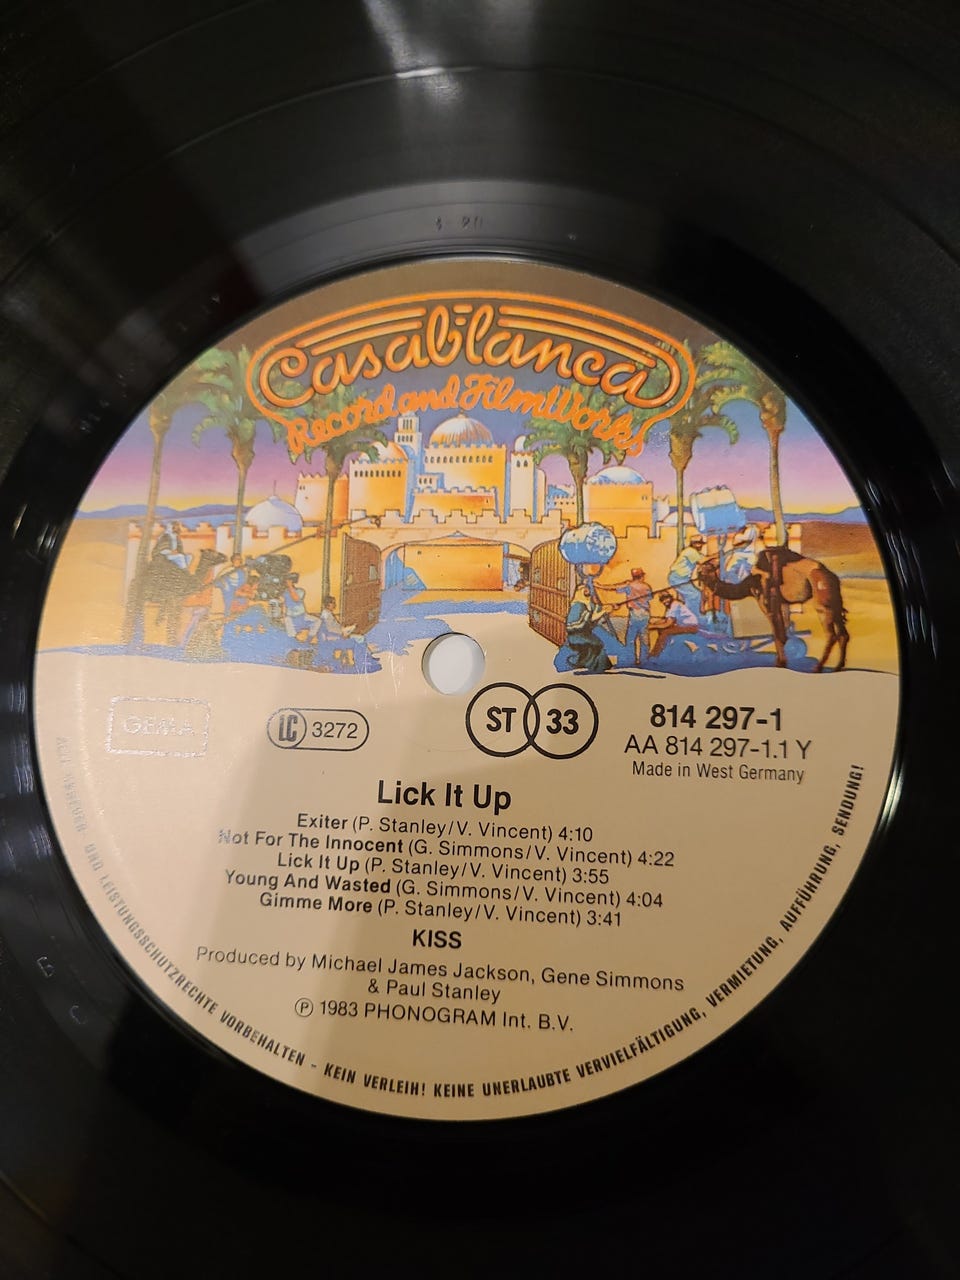 Casablanca
Record and FilmWorks
GEMA
LC 3272
ST 33
814 297-1
AA 814 297-1.1 Y
Made in West Germany
Lick It Up
Exiter (P. Stanley/V. Vincent) 4:10
Not For The Innocent (G. Simmons/V. Vincent) 4:22
Lick It Up (P. Stanley/V. Vincent) 3:55
Young And Wasted (G. Simmons/V. Vincent) 4:04
Gimme More (P. Stanley/V. Vincent) 3:41
KISS
Produced by Michael James Jackson, Gene Simmons
& Paul Stanley
Ⓟ 1983 PHONOGRAM Int. B.V.
UND LEISTUNGSSCHUTZRECHTE VORBEHALTEN - KEIN VERLEIH! KEINE UNERLAUBTE VERVIELFÄLTIGUNG, VERMIETUNG, AUFFÜHRUNG, SENDUNG!